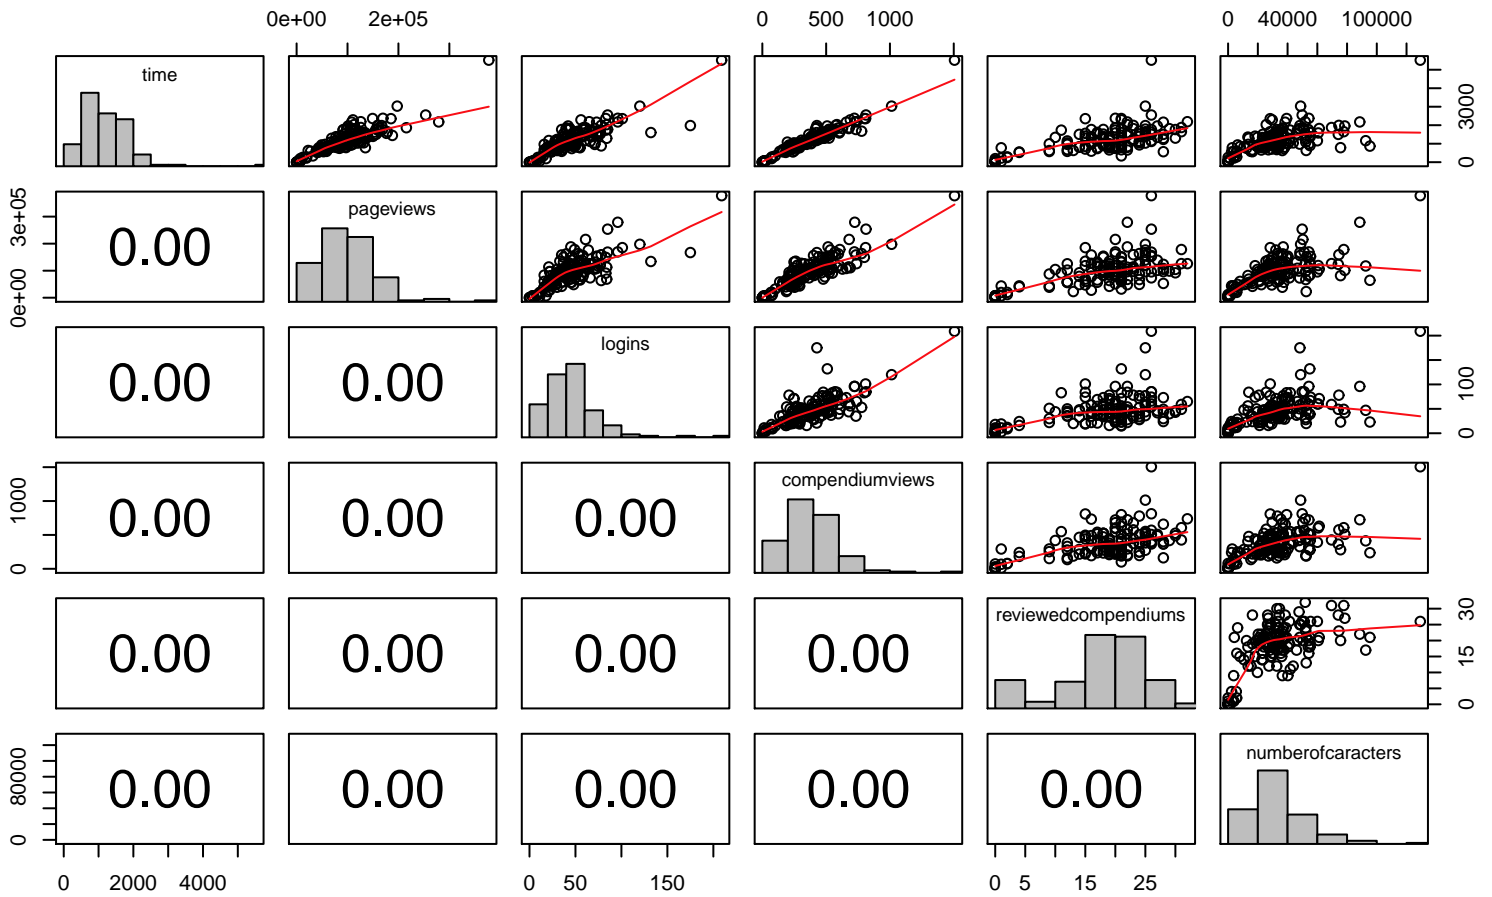 0e+00 2e+05 0 500 1000 0 40000 100000
time
0 3000
pageviews
0e+00 3e+05
0.00
logins
0 100
0.00 0.00
compendiumviews
0 1000
0.00 0.00 0.00
reviewedcompendiums
0 15 30
0.00 0.00 0.00 0.00
numberofcaracters
0 80000
0.00 0.00 0.00 0.00 0.00
0 2000 4000 0 50 150 0 5 15 25